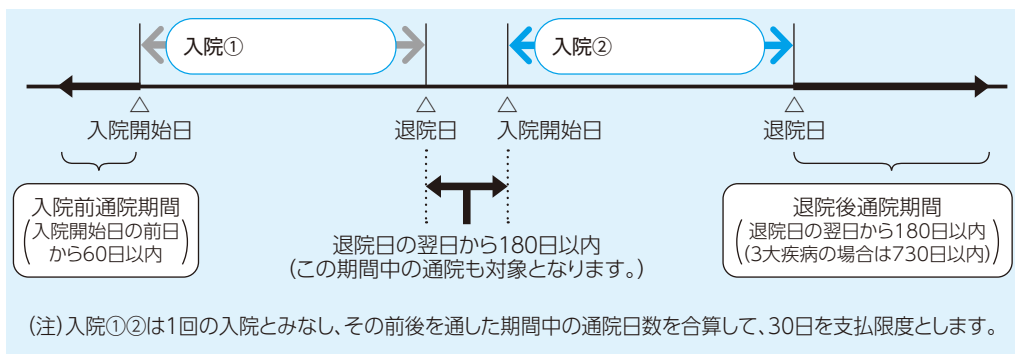 入院①
入院②
△
入院開始日
△
退院日
△
入院開始日
△
退院日
入院前通院期間
(入院開始日の前日
から60日以内)
退院日の翌日から180日以内
(この期間中の通院も対象となります。)
退院後通院期間
(退院日の翌日から180日以内
(3大疾病の場合は730日以内))
(注)入院①②は1回の入院とみなし、その前後を通した期間中の通院日数を合算して、30日を支払限度とします。